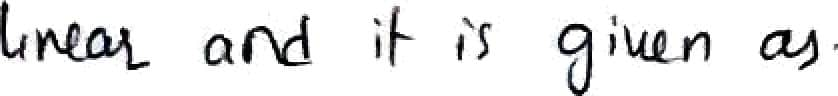 linear and it is given as.